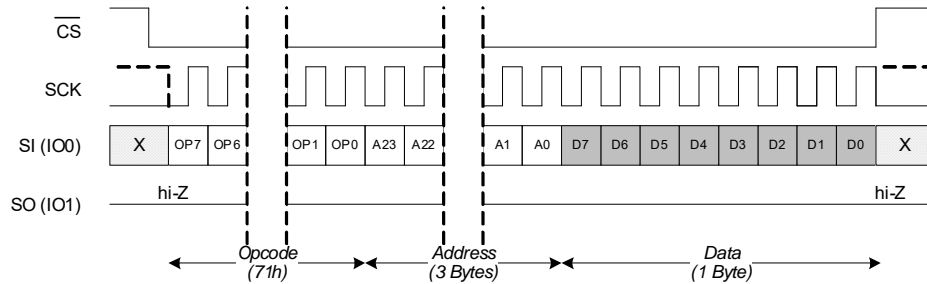 CS
SCK
SI (IO0) X OP7 OP6 OP1 OP0 A23 A22 A1 A0 D7 D6 D5 D4 D3 D2 D1 D0 X
hi-Z hi-Z
SO (IO1)
Opcode Address Data
(71h) (3 Bytes) (1 Byte)